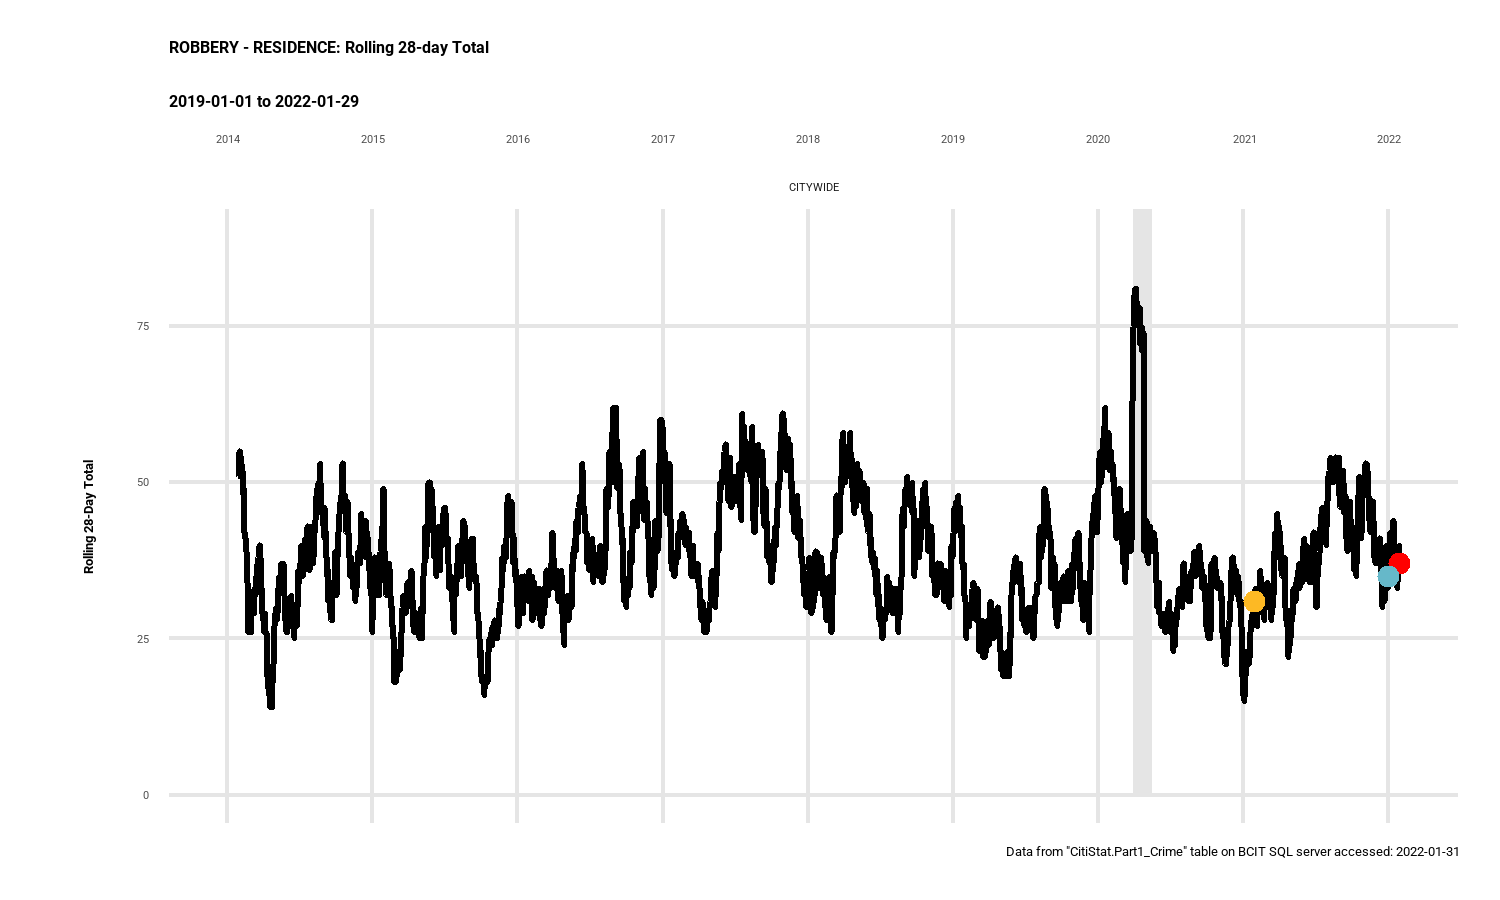 ROBBERY - RESIDENCE: Rolling 28-day Total
2019-01-01 to 2022-01-29
2014 2015 2016 2017 2018 2019 2020 2021 2022
CITYWIDE
75
50
25
0
Rolling 28-Day Total
Data from "CitiStat.Part1_Crime" table on BCIT SQL server accessed: 2022-01-31